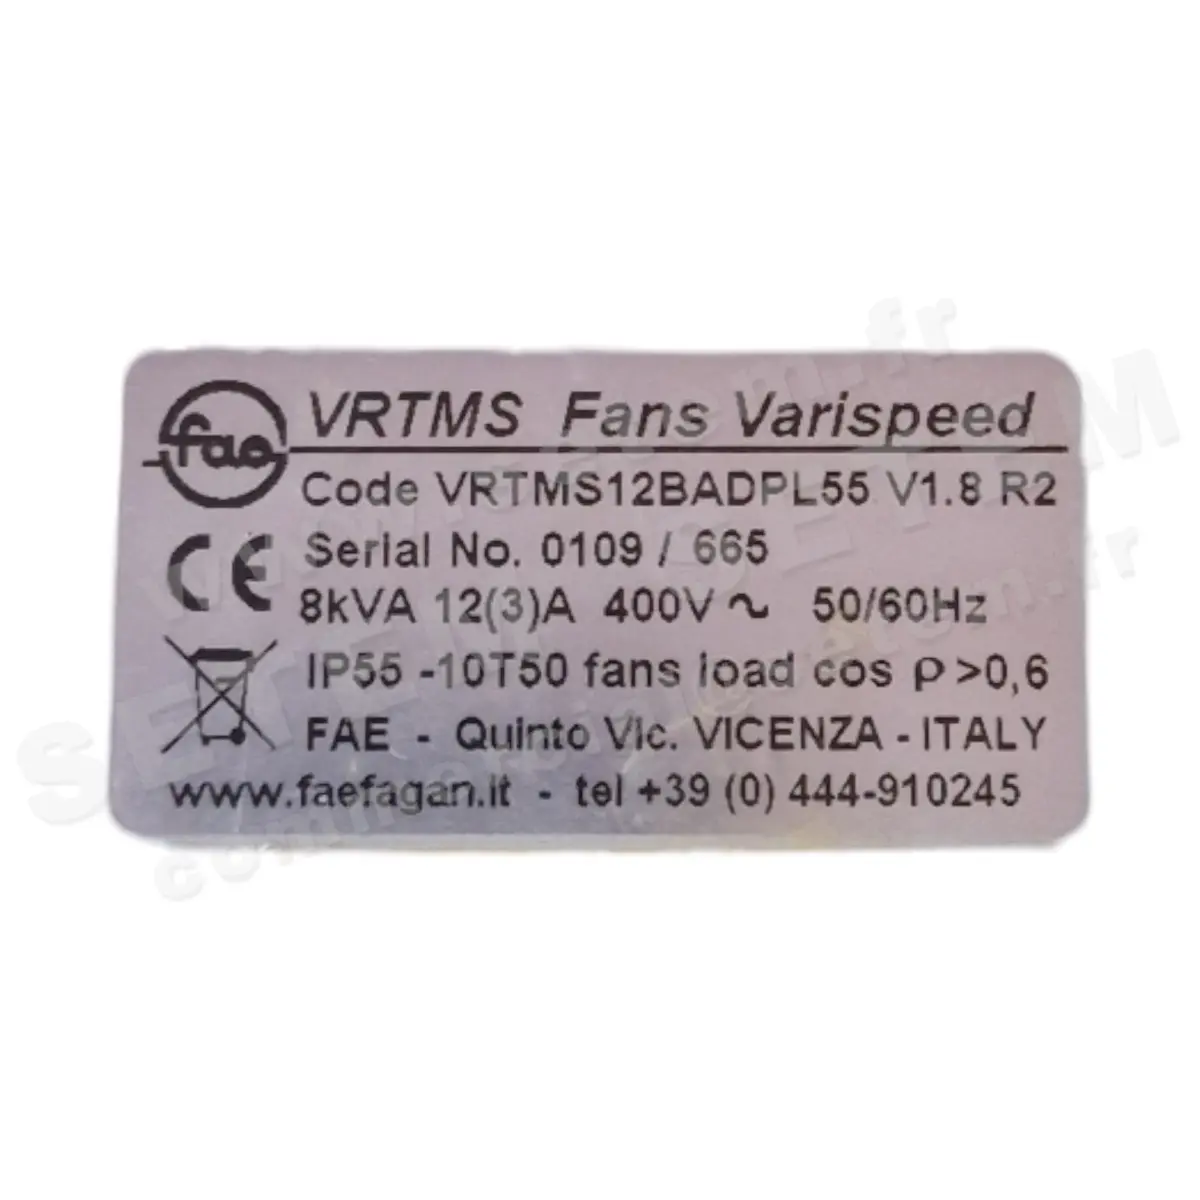 fae
VRTMS Fans Varispeed
Code VRTMS12BADPL55 V1.8 R2
CE
Serial No. 0109 / 665
8kVA 12(3)A 400V ~ 50/60Hz
IP55 -10T50 fans load cos ρ>0,6
FAE - Quinto Vic. VICENZA - ITALY
www.faefagan.it - tel +39 (0) 444-910245
SETEM
SETEM